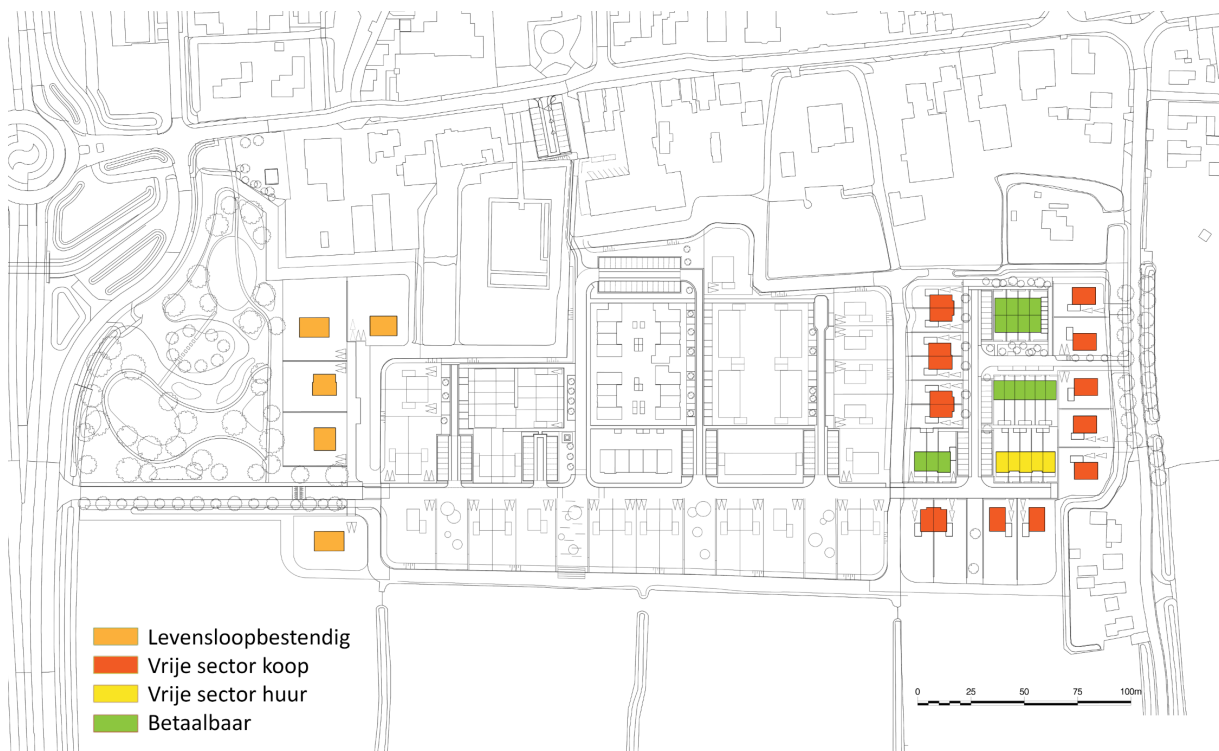 Levensloopbestendig
Vrije sector koop
Vrije sector huur
Betaalbaar
0 25 50 75 100m